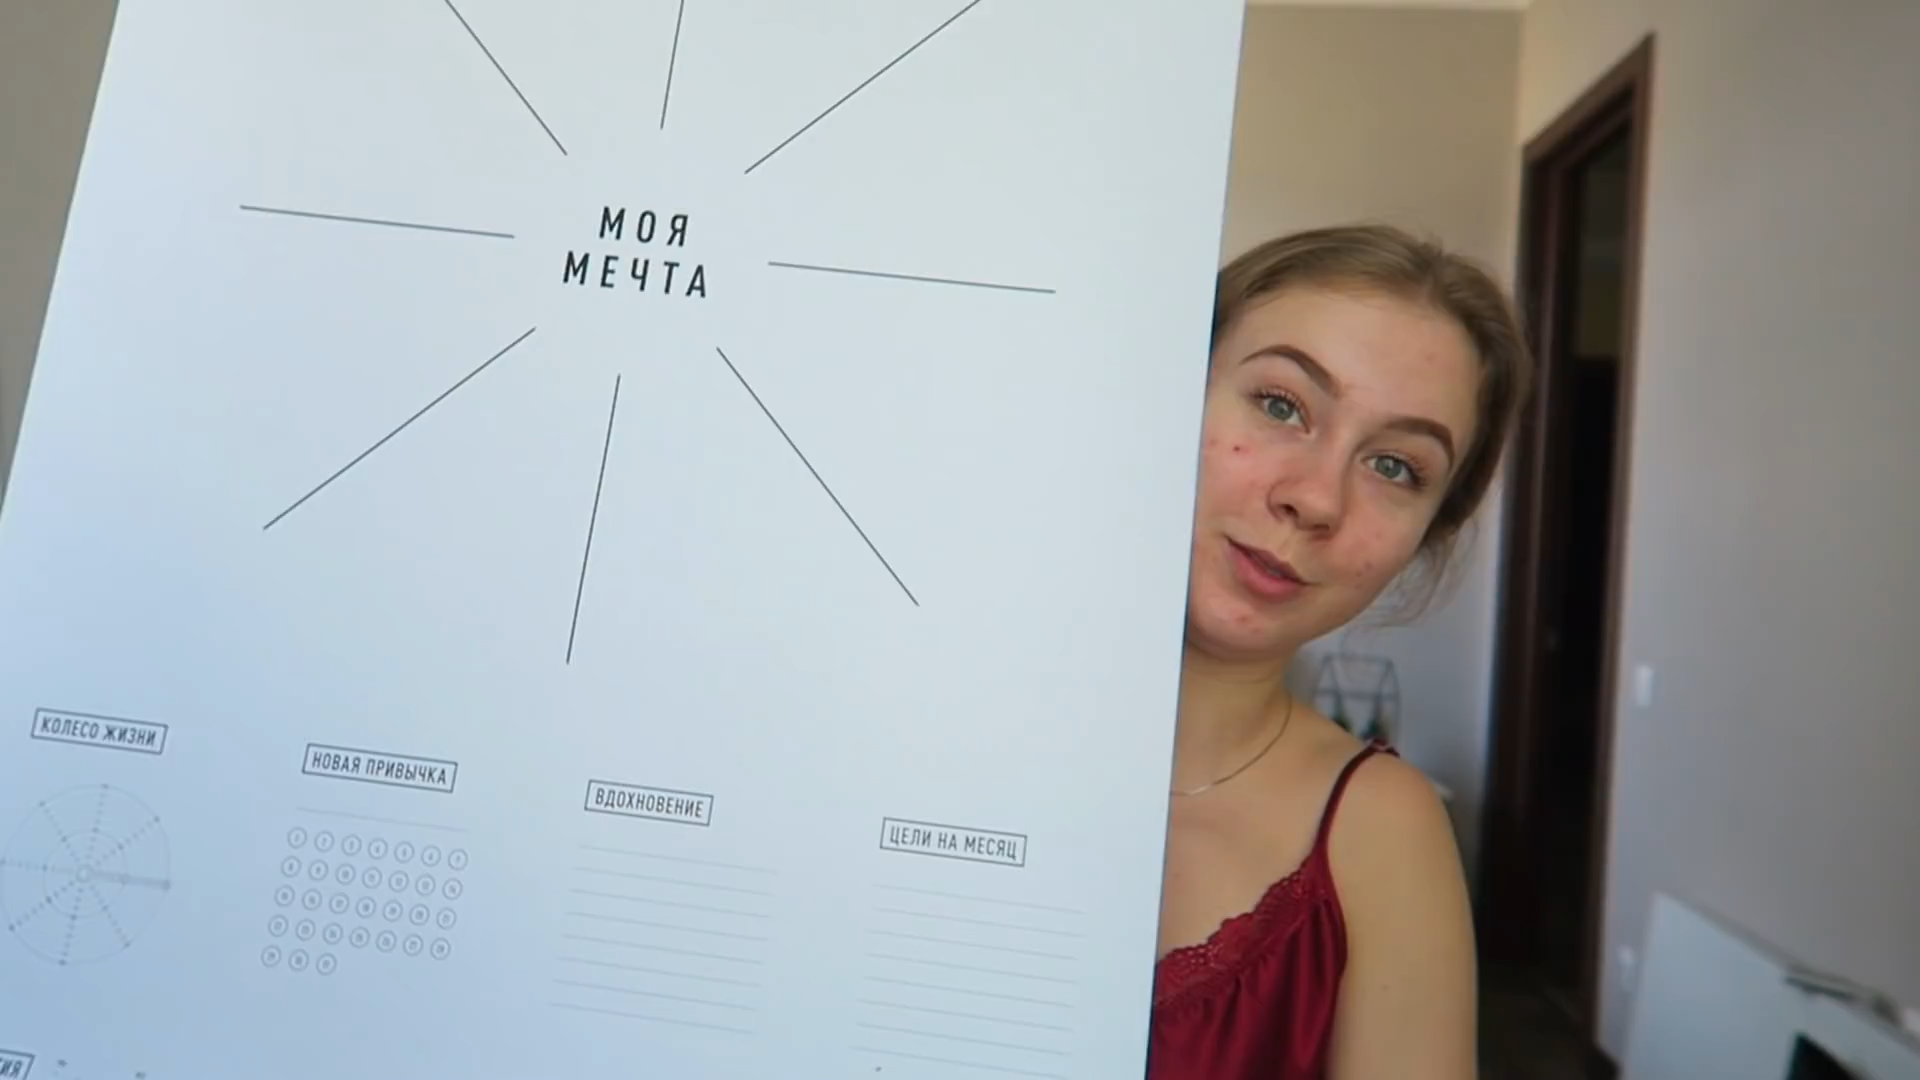 МОЯ
МЕЧТА
КОЛЕСО ЖИЗНИ
НОВАЯ ПРИВЫЧКА
ВДОХНОВЕНИЕ
ЦЕЛИ НА МЕСЯЦ